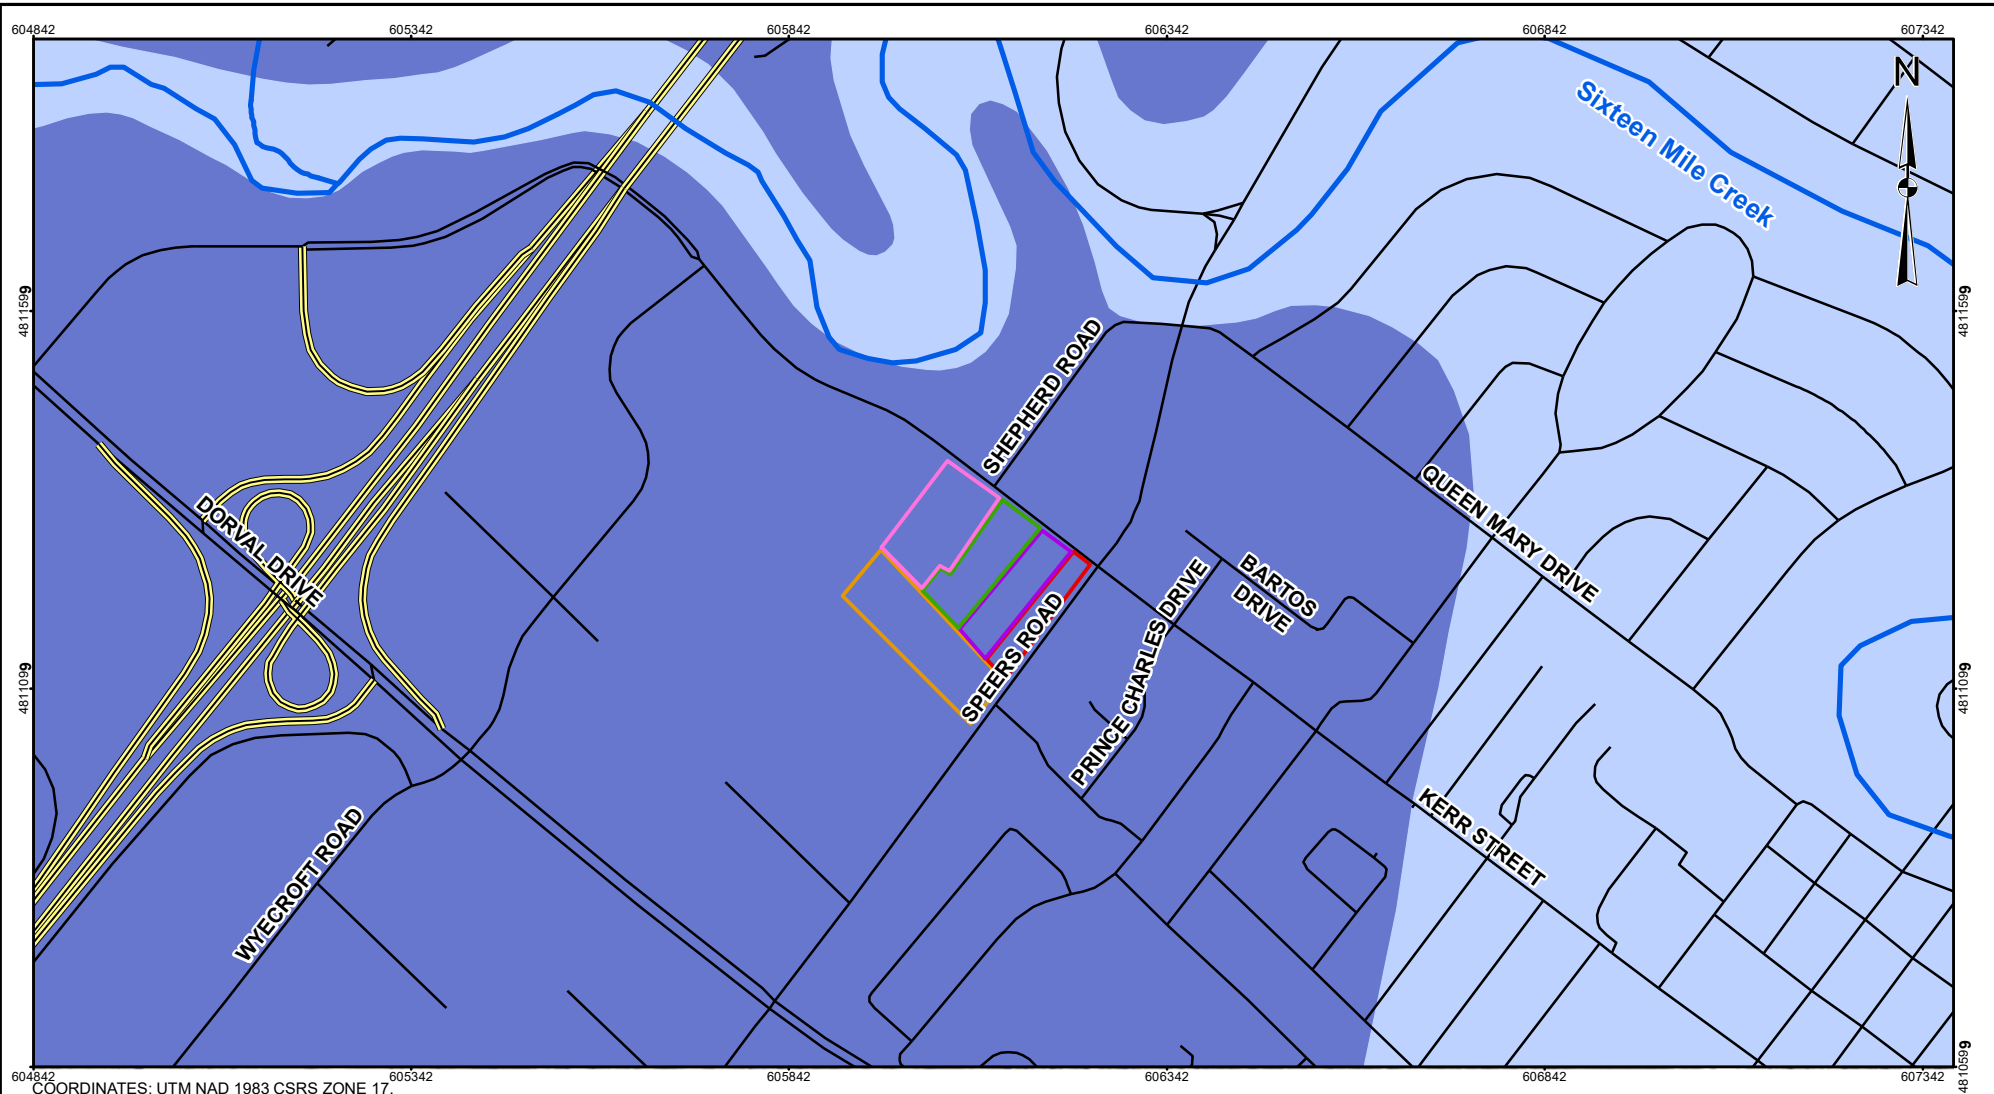 604842
605342
605842
606342
606842
607342
N
Sixteen Mile Creek
4811599
4811599
SHEPHERD ROAD
QUEEN MARY DRIVE
DORVAL DRIVE
BARTOS
DRIVE
PRINCE CHARLES DRIVE
SPEERS ROAD
4811099
4811099
KERR STREET
WYECROFT ROAD
4810599
604842
605342
605842
606342
606842
607342
COORDINATES: UTM NAD 1983 CSRS ZONE 17.